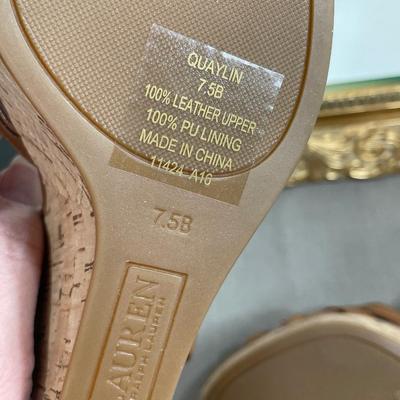 QUAYLIN
7.5B
100% LEATHER UPPER
100% PU LINING
MADE IN CHINA
11424 A16
7.5B
LAUREN
RALPH LAUREN